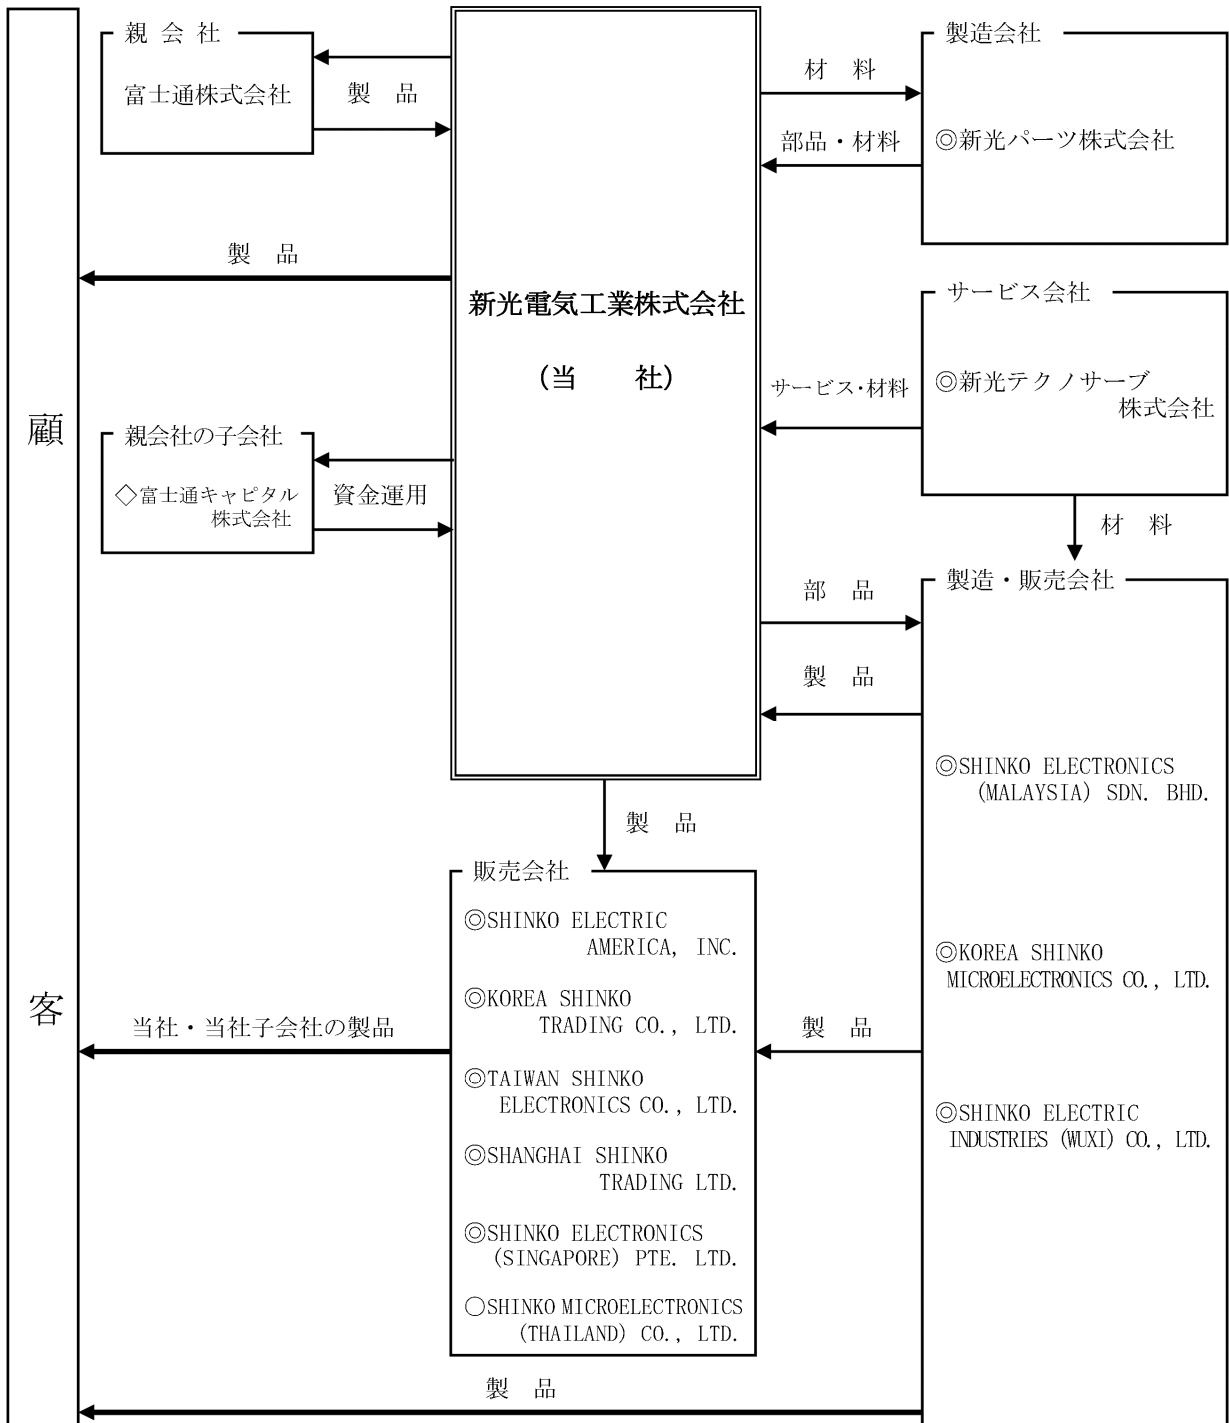 親 会 社
富士通株式会社
製 品
新光電気工業株式会社
(当 社)
材 料
部品・材料
製造会社
◎新光パーツ株式会社
製 品
サービス会社
◎新光テクノサーブ
株式会社
サービス・材料
顧
客
親会社の子会社
◇富士通キャピタル
株式会社
資金運用
材 料
部 品
製 品
製造・販売会社
◎SHINKO ELECTRONICS
(MALAYSIA) SDN. BHD.
◎KOREA SHINKO
MICROELECTRONICS CO., LTD.
◎SHINKO ELECTRIC
INDUSTRIES (WUXI) CO., LTD.
製 品
販売会社
◎SHINKO ELECTRIC
AMERICA, INC.
◎KOREA SHINKO
TRADING CO., LTD.
◎TAIWAN SHINKO
ELECTRONICS CO., LTD.
◎SHANGHAI SHINKO
TRADING LTD.
◎SHINKO ELECTRONICS
(SINGAPORE) PTE. LTD.
○SHINKO MICROELECTRONICS
(THAILAND) CO., LTD.
当社・当社子会社の製品
製 品
製 品